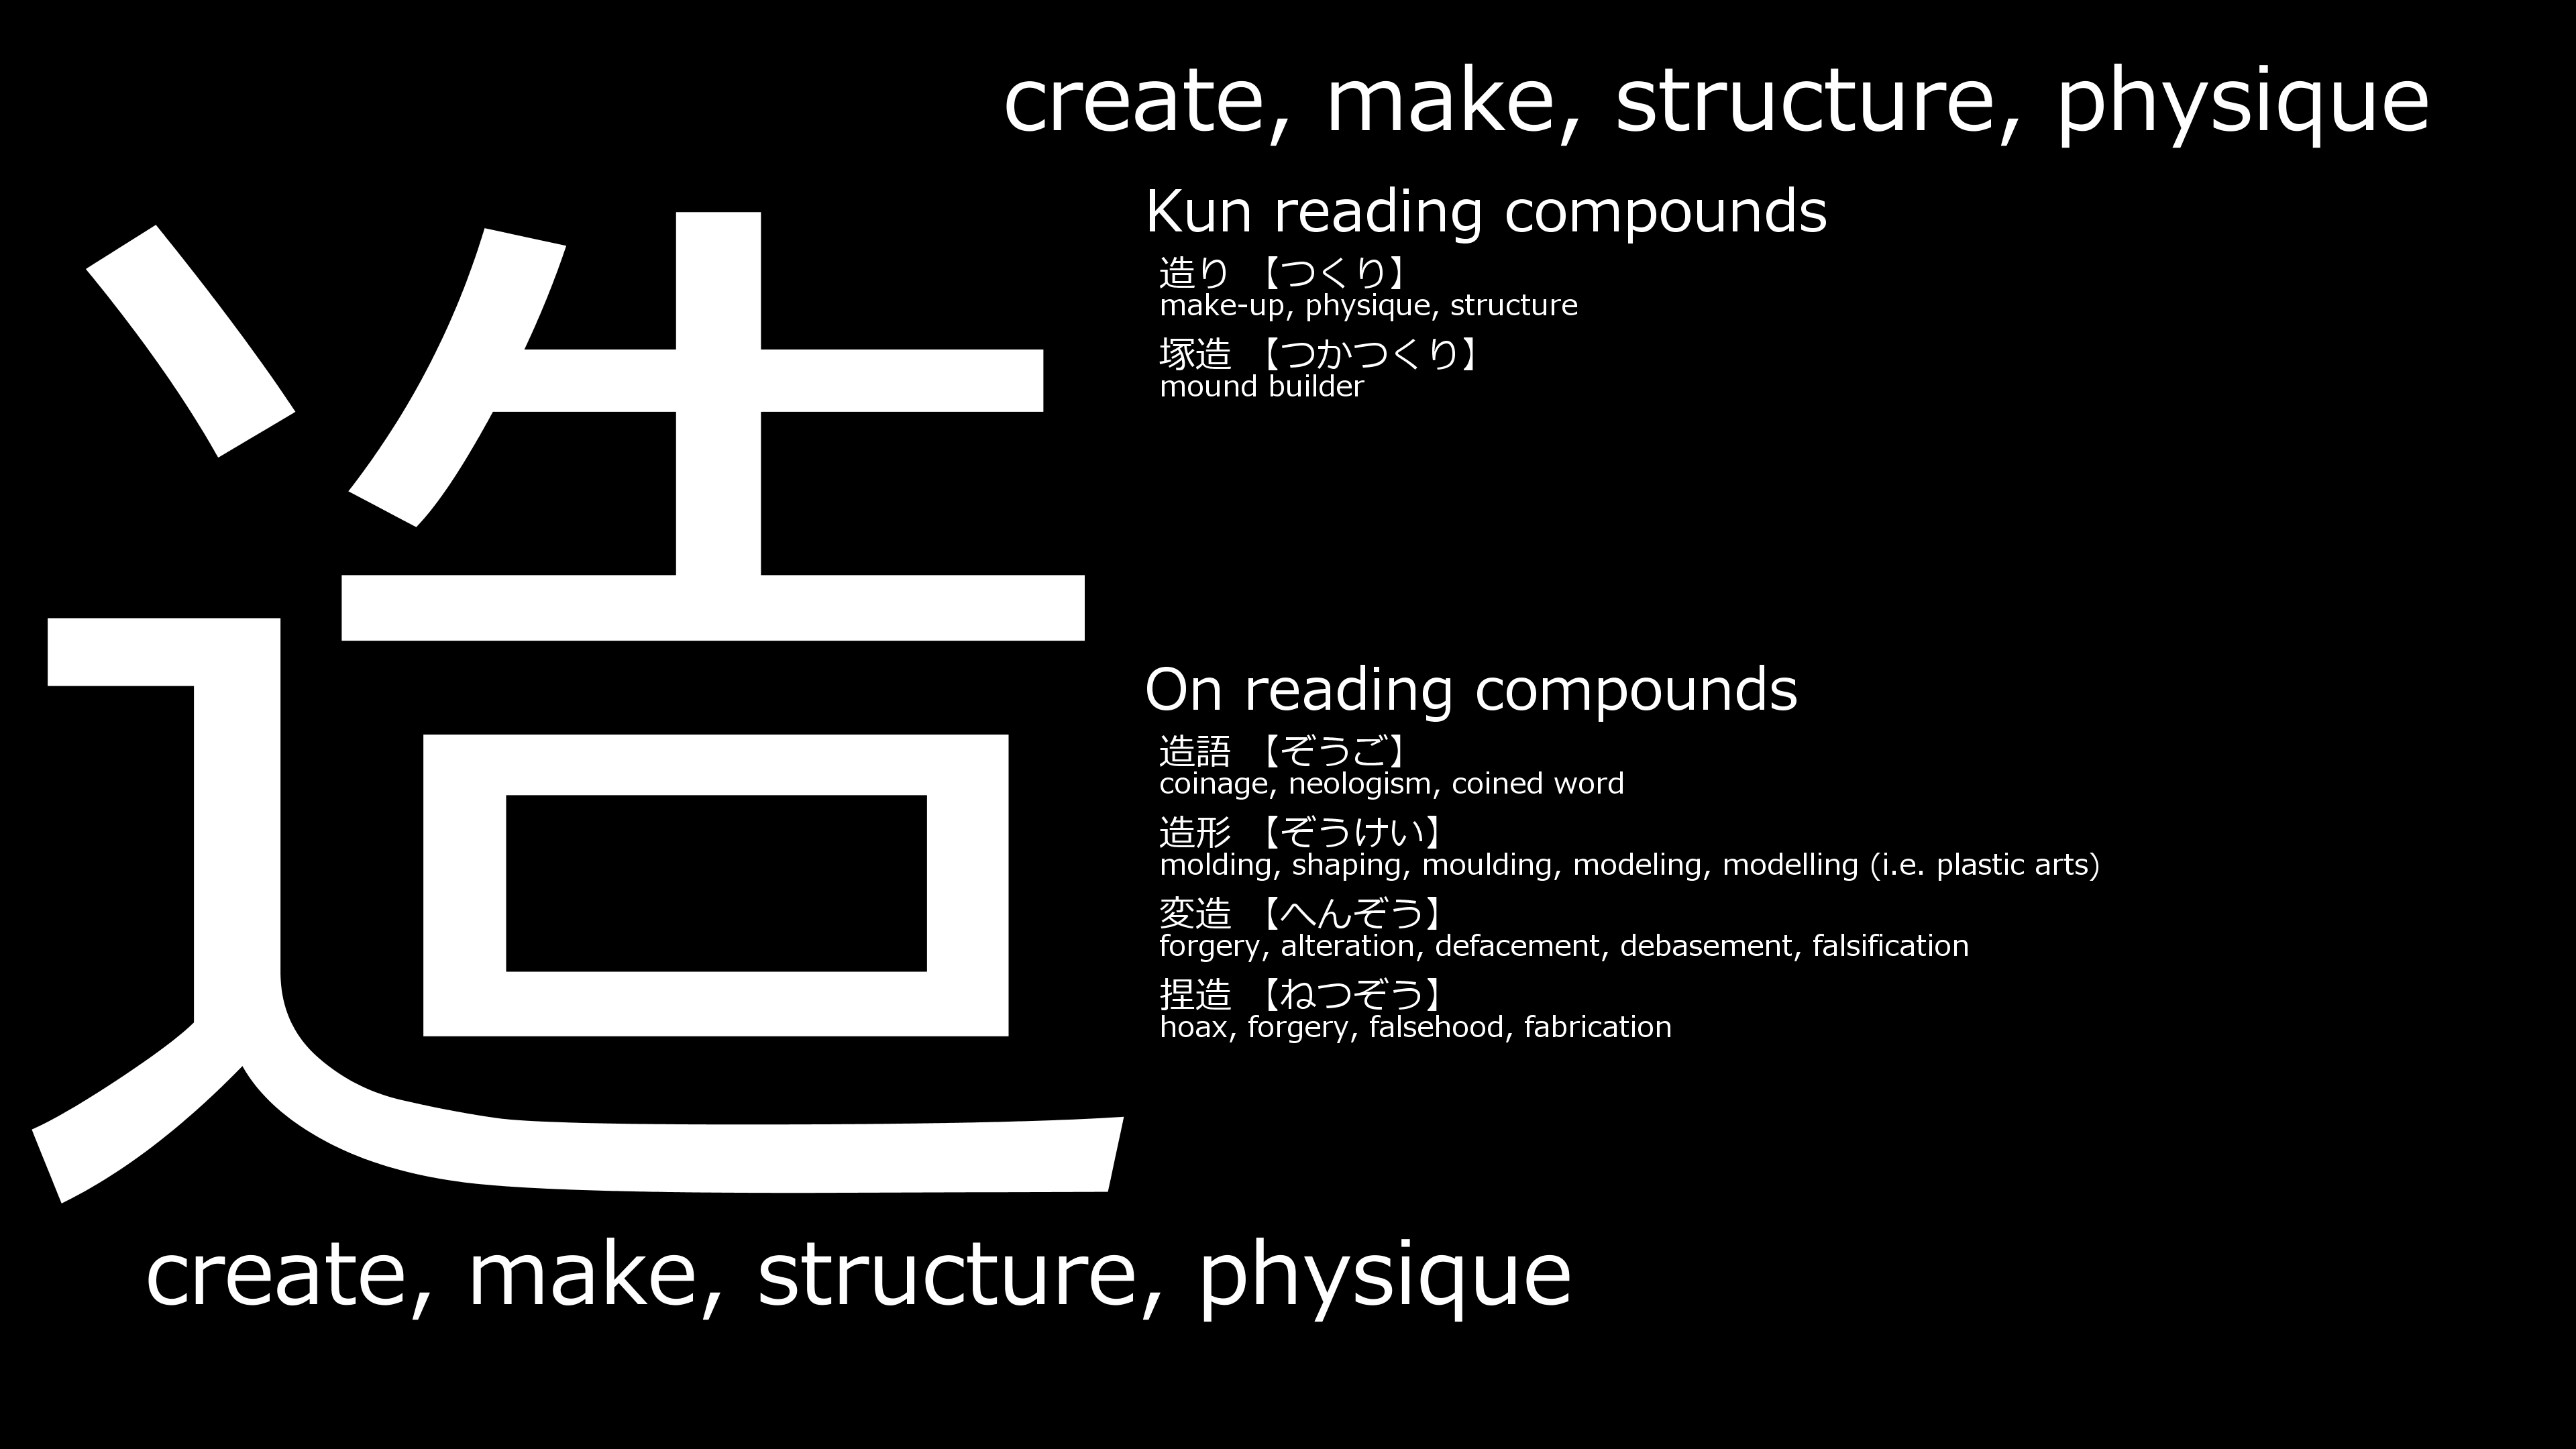 create, make, structure, physique
造
Kun reading compounds
造り 【つくり】
make-up, physique, structure
塚造 【つかつくり】
mound builder
On reading compounds
造語 【ぞうご】
coinage, neologism, coined word
造形 【ぞうけい】
molding, shaping, moulding, modeling, modelling (i.e. plastic arts)
変造 【へんぞう】
forgery, alteration, defacement, debasement, falsification
捏造 【ねつぞう】
hoax, forgery, falsehood, fabrication
create, make, structure, physique